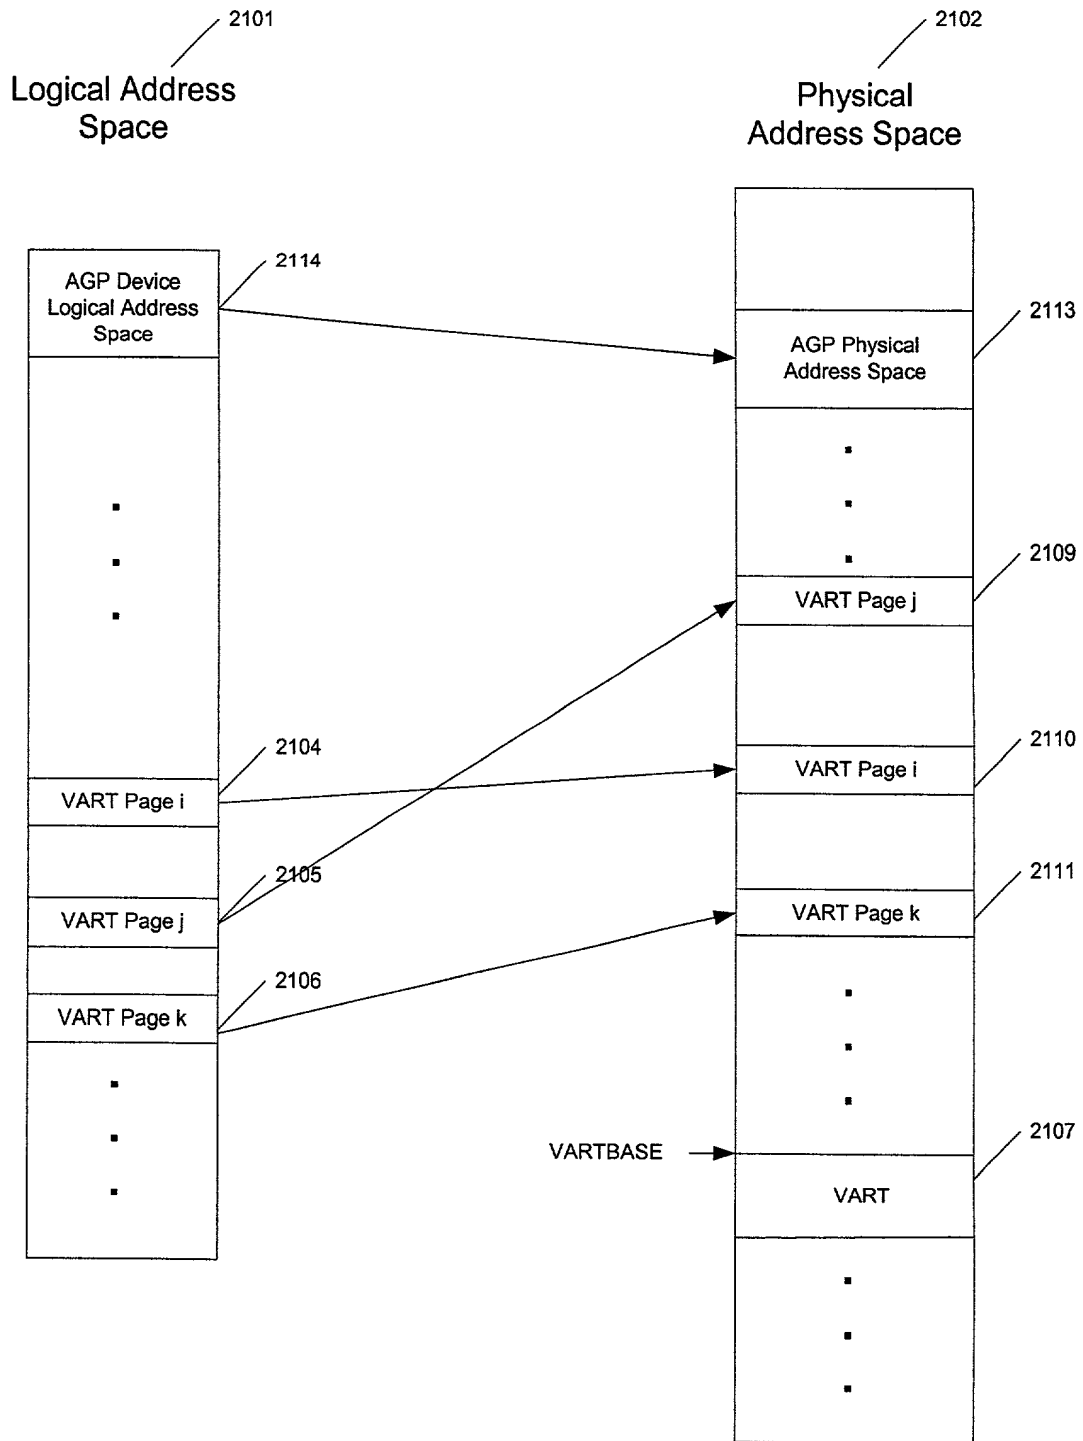 2101
2102
Logical Address
Space
Physical
Address Space
AGP Device
Logical Address
Space
2114
2113
AGP Physical
Address Space
2109
VART Page j
2104
2110
VART Page i
VART Page i
2105
2111
VART Page j
VART Page k
2106
VART Page k
VARTBASE
2107
VART